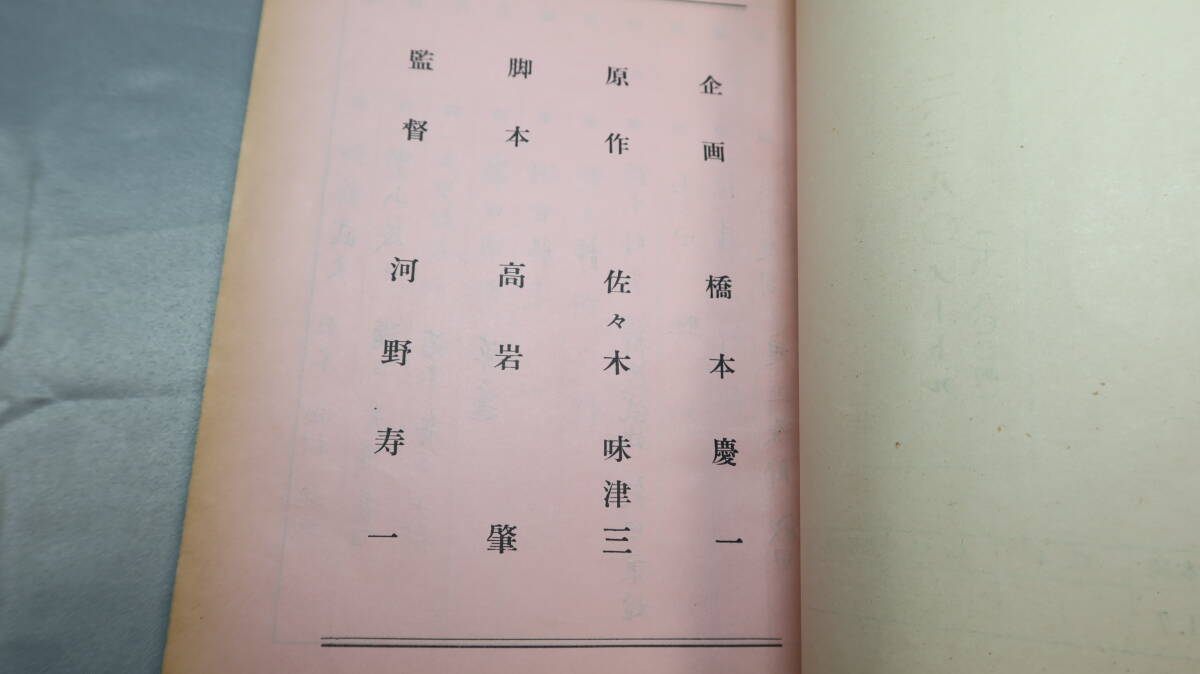 企画 橋本慶一
原作 佐々木味津三
脚本 高岩肇
監督 河野寿一